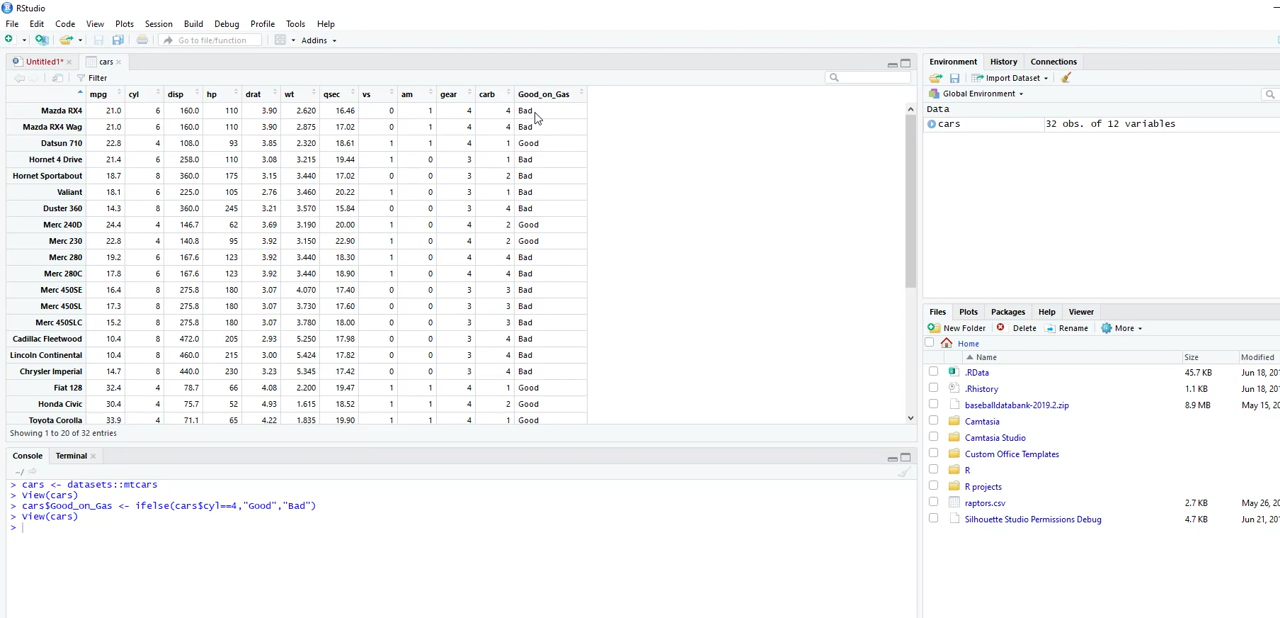 RStudio
File Edit Code View Plots Session Build Debug Profile Tools Help
Go to file/function Addins
Untitled1* cars
Filter
mpg cyl disp hp drat wt qsec vs am gear carb Good_on_Gas
Mazda RX4 21.0 6 160.0 110 3.90 2.620 16.46 0 1 4 4 Bad
Mazda RX4 Wag 21.0 6 160.0 110 3.90 2.875 17.02 0 1 4 4 Bad
Datsun 710 22.8 4 108.0 93 3.85 2.320 18.61 1 1 4 1 Good
Hornet 4 Drive 21.4 6 258.0 110 3.08 3.215 19.44 1 0 3 1 Bad
Hornet Sportabout 18.7 8 360.0 175 3.15 3.440 17.02 0 0 3 2 Bad
Valiant 18.1 6 225.0 105 2.76 3.460 20.22 1 0 3 1 Bad
Duster 360 14.3 8 360.0 245 3.21 3.570 15.84 0 0 3 4 Bad
Merc 240D 24.4 4 146.7 62 3.69 3.190 20.00 1 0 4 2 Good
Merc 230 22.8 4 140.8 95 3.92 3.150 22.90 1 0 4 2 Good
Merc 280 19.2 6 167.6 123 3.92 3.440 18.30 1 0 4 4 Bad
Merc 280C 17.8 6 167.6 123 3.92 3.440 18.90 1 0 4 4 Bad
Merc 450SE 16.4 8 275.8 180 3.07 4.070 17.40 0 0 3 3 Bad
Merc 450SL 17.3 8 275.8 180 3.07 3.730 17.60 0 0 3 3 Bad
Merc 450SLC 15.2 8 275.8 180 3.07 3.780 18.00 0 0 3 3 Bad
Cadillac Fleetwood 10.4 8 472.0 205 2.93 5.250 17.98 0 0 3 4 Bad
Lincoln Continental 10.4 8 460.0 215 3.00 5.424 17.82 0 0 3 4 Bad
Chrysler Imperial 14.7 8 440.0 230 3.23 5.345 17.42 0 0 3 4 Bad
Fiat 128 32.4 4 78.7 66 4.08 2.200 19.47 1 1 4 1 Good
Honda Civic 30.4 4 75.7 52 4.93 1.615 18.52 1 1 4 2 Good
Toyota Corolla 33.9 4 71.1 65 4.22 1.835 19.90 1 1 4 1 Good
Showing 1 to 20 of 32 entries
Console Terminal
~/
> cars <- datasets::mtcars
> View(cars)
> cars$Good_on_Gas <- ifelse(cars$cyl==4,"Good","Bad")
> View(cars)
>
Environment History Connections
Import Dataset
Global Environment
Data
cars 32 obs. of 12 variables
Files Plots Packages Help Viewer
New Folder Delete Rename More
Home
Name Size Modified
.RData 45.7 KB Jun 18, 20
.Rhistory 1.1 KB Jun 18, 20
baseballdatabank-2019.2.zip 8.9 MB May 15, 20
Camtasia
Camtasia Studio
Custom Office Templates
R
R projects
raptors.csv 2.7 KB May 26, 20
Silhouette Studio Permissions Debug 4.7 KB Jun 21, 20